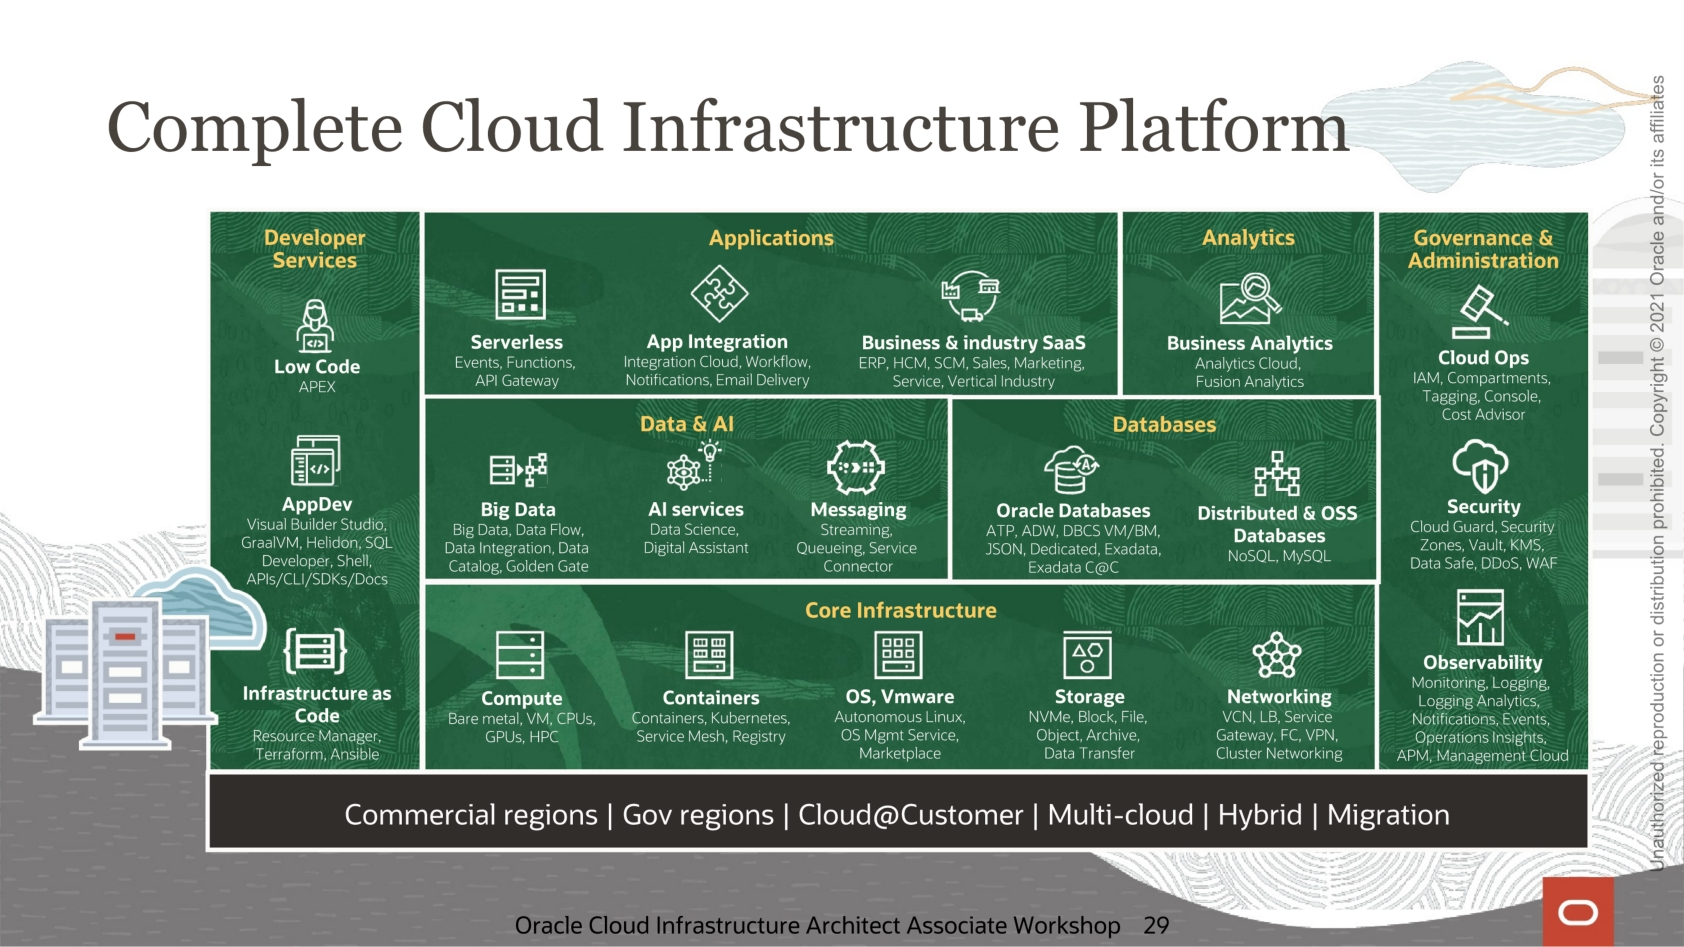 Complete Cloud Infrastructure Platform
Developer
Services
Low Code
APEX
AppDev
Visual Builder Studio,
GraalVM, Helidon, SQL
Developer, Shell,
APIs/CLI/SDKs/Docs
Infrastructure as
Code
Resource Manager,
Terraform, Ansible
Applications
Serverless
Events, Functions,
API Gateway
App Integration
Integration Cloud, Workflow,
Notifications, Email Delivery
Business & industry SaaS
ERP, HCM, SCM, Sales, Marketing,
Service, Vertical Industry
Analytics
Business Analytics
Analytics Cloud,
Fusion Analytics
Data & AI
Big Data
Big Data, Data Flow,
Data Integration, Data
Catalog, Golden Gate
AI services
Data Science,
Digital Assistant
Messaging
Streaming,
Queueing, Service
Connector
Databases
Oracle Databases
ATP, ADW, DBCS VM/BM,
JSON, Dedicated, Exadata,
Exadata C@C
Distributed & OSS
Databases
NoSQL, MySQL
Core Infrastructure
Compute
Bare metal, VM, CPUs,
GPUs, HPC
Containers
Containers, Kubernetes,
Service Mesh, Registry
OS, Vmware
Autonomous Linux,
OS Mgmt Service,
Marketplace
Storage
NVMe, Block, File,
Object, Archive,
Data Transfer
Networking
VCN, LB, Service
Gateway, FC, VPN,
Cluster Networking
Governance &
Administration
Cloud Ops
IAM, Compartments,
Tagging, Console,
Cost Advisor
Security
Cloud Guard, Security
Zones, Vault, KMS,
Data Safe, DDoS, WAF
Observability
Monitoring, Logging,
Logging Analytics,
Notifications, Events,
Operations Insights,
APM, Management Cloud
Commercial regions | Gov regions | Cloud@Customer | Multi-cloud | Hybrid | Migration
Oracle Cloud Infrastructure Architect Associate Workshop 29
Unauthorized reproduction or distribution prohibited. Copyright © 2021 Oracle and/or its affiliates